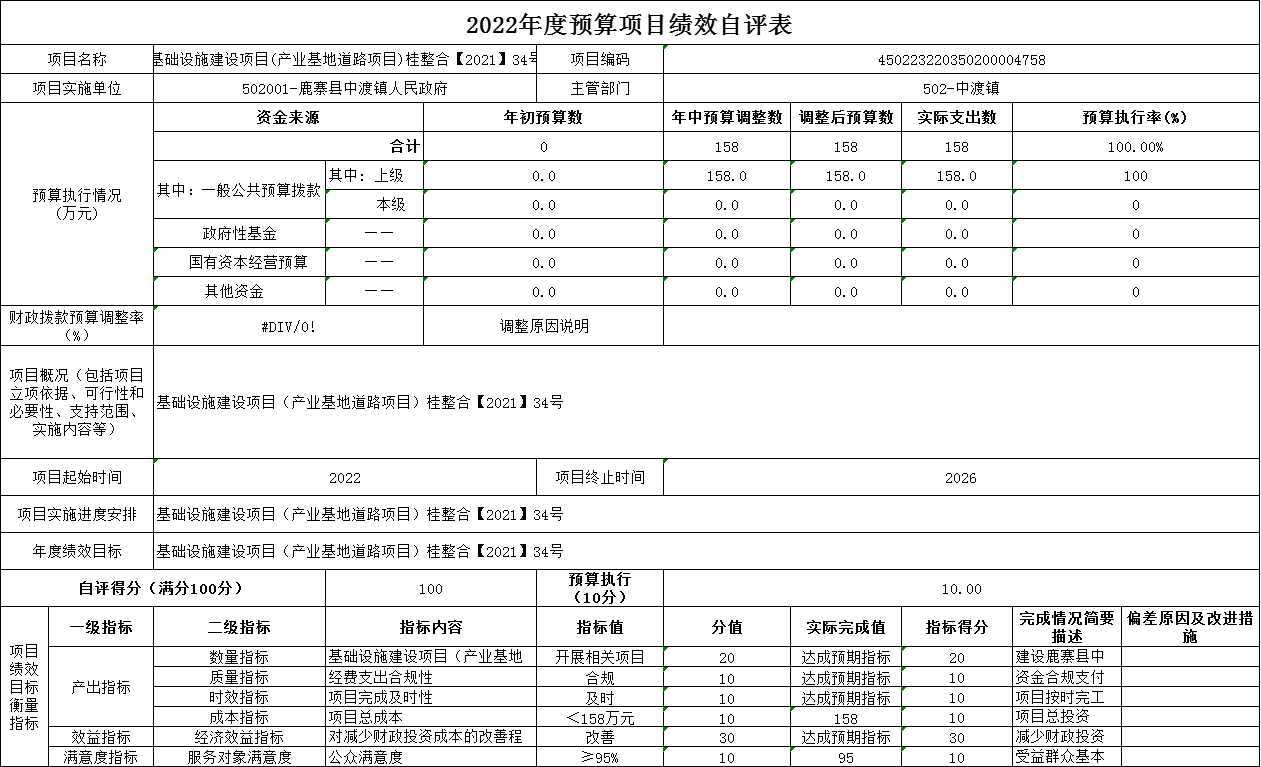 2022年度预算项目绩效自评表
项目名称 基础设施建设项目(产业基地道路项目)桂整合【2021】34号 项目编码 450223220350200004758
项目实施单位 502001-鹿寨县中渡镇人民政府 主管部门 502-中渡镇
预算执行情况
(万元)
资金来源 年初预算数 年中预算调整数 调整后预算数 实际支出数 预算执行率(%)
合计 0 158 158 158 100.00%
其中：一般公共预算拨款 其中：上级 0.0 158.0 158.0 158.0 100
本级 0.0 0.0 0.0 0.0 0
政府性基金 —— 0.0 0.0 0.0 0.0 0
国有资本经营预算 —— 0.0 0.0 0.0 0.0 0
其他资金 —— 0.0 0.0 0.0 0.0 0
财政拨款预算调整率
(%)
#DIV/0! 调整原因说明
项目概况（包括项目
立项依据、可行性和
必要性、支持范围、
实施内容等）
基础设施建设项目（产业基地道路项目）桂整合【2021】34号
项目起始时间 2022 项目终止时间 2026
项目实施进度安排 基础设施建设项目（产业基地道路项目）桂整合【2021】34号
年度绩效目标 基础设施建设项目（产业基地道路项目）桂整合【2021】34号
自评得分（满分100分） 100 预算执行
（10分） 10.00
项目
绩效
目标
衡量
指标
一级指标 二级指标 指标内容 指标值 分值 实际完成值 指标得分 完成情况简要
描述 偏差原因及改进措
施
产出指标
数量指标 基础设施建设项目（产业基地 开展相关项目 20 达成预期指标 20 建设鹿寨县中
质量指标 经费支出合规性 合规 10 达成预期指标 10 资金合规支付
时效指标 项目完成及时性 及时 10 达成预期指标 10 项目按时完工
成本指标 项目总成本 ＜158万元 10 158 10 项目总投资
效益指标 经济效益指标 对减少财政投资成本的改善程 改善 30 达成预期指标 30 减少财政投资
满意度指标 服务对象满意度 公众满意度 ≥95% 10 95 10 受益群众基本